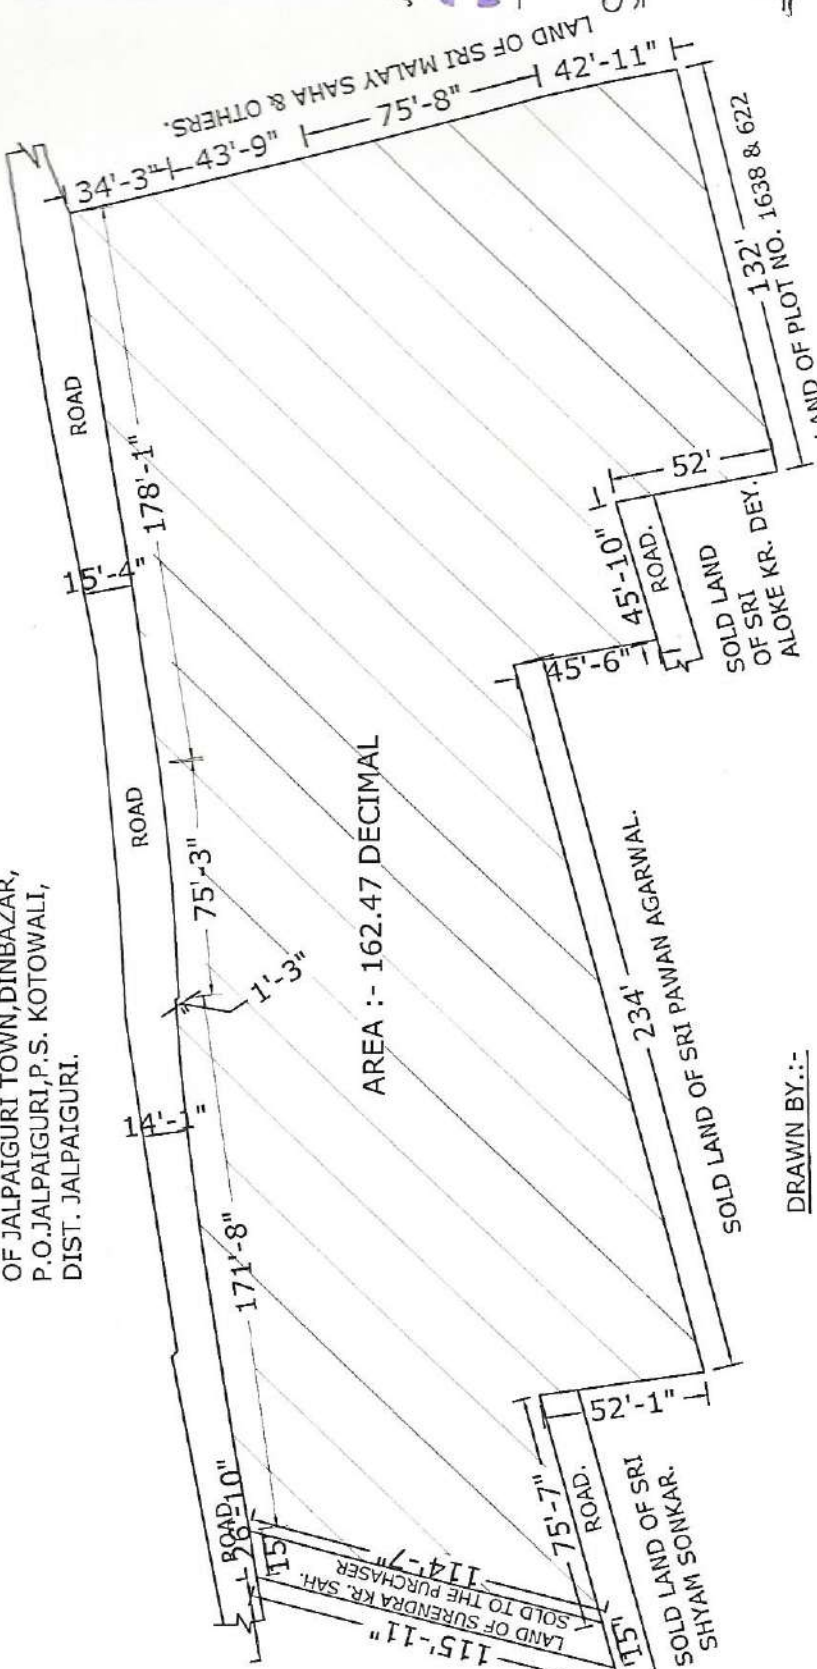 OF JALPAIGURI TOWN,DINBAZAR,
P.O.JALPAIGURI,P.S. KOTOWALI,
DIST. JALPAIGURI.
LAND OF SRI MALAY SAHA & OTHERS.
34'-3"
43'-9"
75'-8"
42'-11"
ROAD
178'-1"
15'-4"
ROAD
75'-3"
1'-3"
14'-1"
171'-8"
ROAD
26'-10"
15'
AREA :- 162.47 DECIMAL
132'
LAND OF PLOT NO. 1638 & 622
52'
45'-10"
ROAD.
45'-6"
SOLD LAND
OF SRI
ALOKE KR. DEY.
234'
SOLD LAND OF SRI PAWAN AGARWAL.
52'-1"
75'-7"
ROAD.
SOLD LAND OF SRI
SHYAM SONKAR.
114'-7"
LAND OF SURENDRA KR. SAH.
SOLD TO THE PURCHASER
115'-11"
15"
DRAWN BY.:-